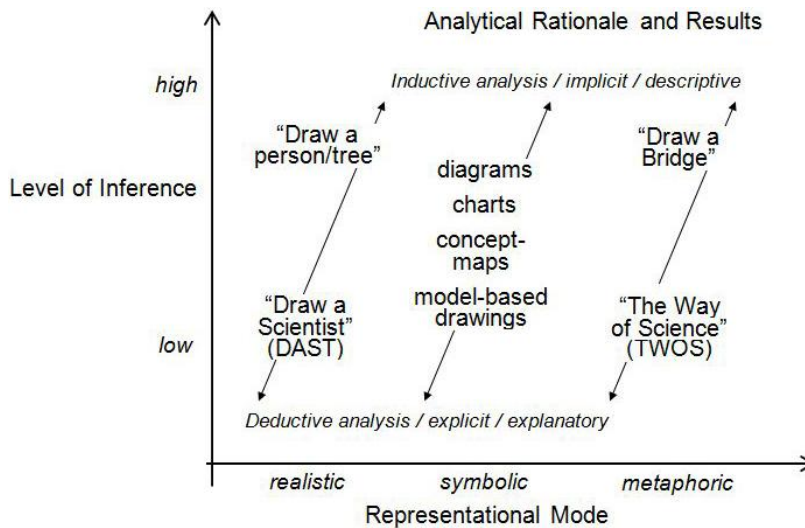 Analytical Rationale and Results
high
Inductive analysis / implicit / descriptive
“Draw a
person/tree”
“Draw a
Bridge”
Level of Inference
diagrams
charts
concept-
maps
model-based
drawings
“Draw a
Scientist”
(DAST)
“The Way
of Science”
(TWOS)
low
Deductive analysis / explicit / explanatory
realistic
symbolic
metaphoric
Representational Mode